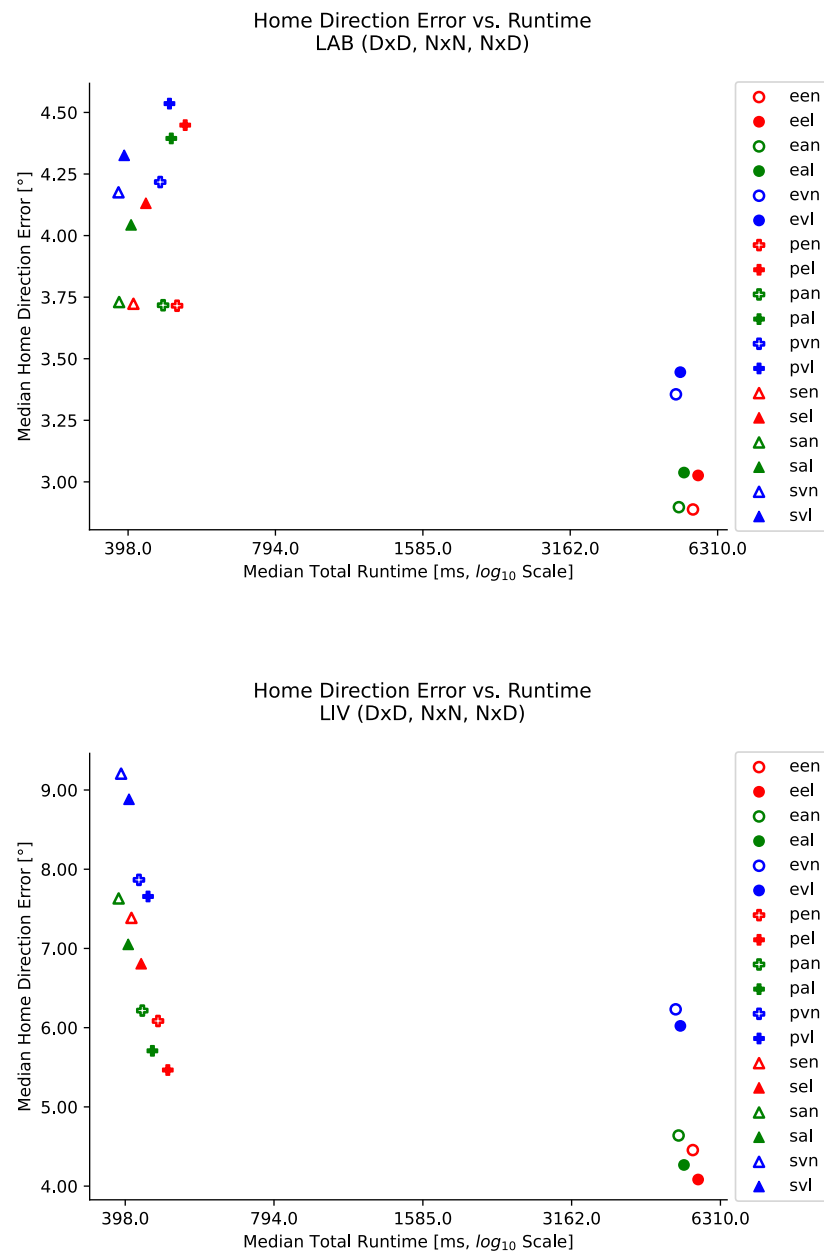 Home Direction Error vs. Runtime
LAB (DxD, NxN, NxD)
Median Home Direction Error [°]
4.50
4.25
4.00
3.75
3.50
3.25
3.00
398.0 794.0 1585.0 3162.0 6310.0
Median Total Runtime [ms, log10 Scale]
een
eel
ean
eal
evn
evl
pen
pel
pan
pal
pvn
pvl
sen
sel
san
sal
svn
svl
Home Direction Error vs. Runtime
LIV (DxD, NxN, NxD)
Median Home Direction Error [°]
9.00
8.00
7.00
6.00
5.00
4.00
398.0 794.0 1585.0 3162.0 6310.0
Median Total Runtime [ms, log10 Scale]
een
eel
ean
eal
evn
evl
pen
pel
pan
pal
pvn
pvl
sen
sel
san
sal
svn
svl